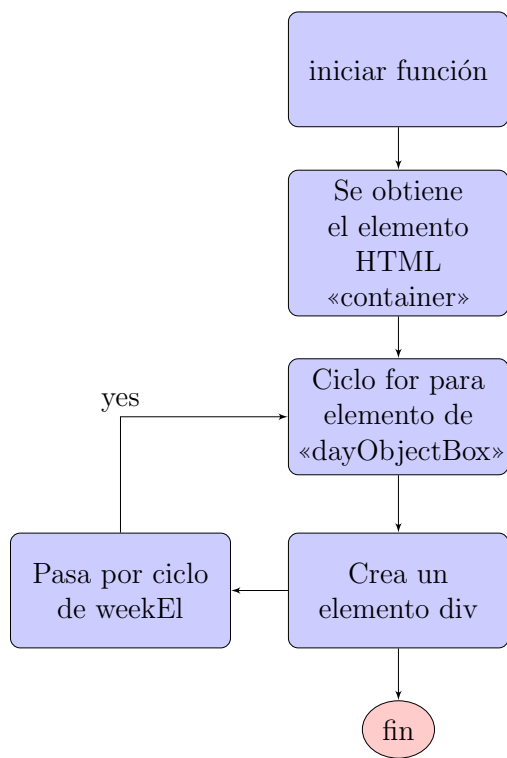 iniciar función
Se obtiene
el elemento
HTML
«container»
Ciclo for para
elemento de
«dayObjectBox»
yes
Pasa por ciclo
de weekEl
Crea un
elemento div
fin